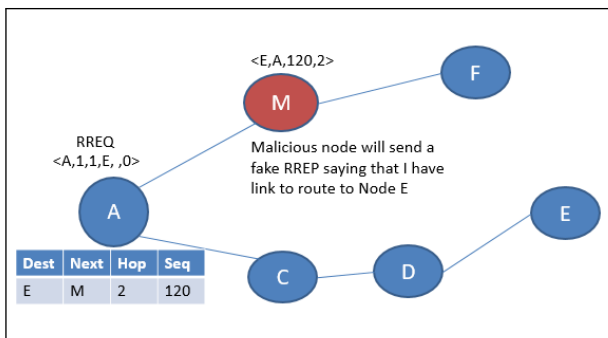 <E,A,120,2>
F
M
RREQ
<A,1,1,E, ,0>
Malicious node will send a
fake RREP saying that I have
link to route to Node E
A
E
Dest Next Hop Seq
E M 2 120
C
D